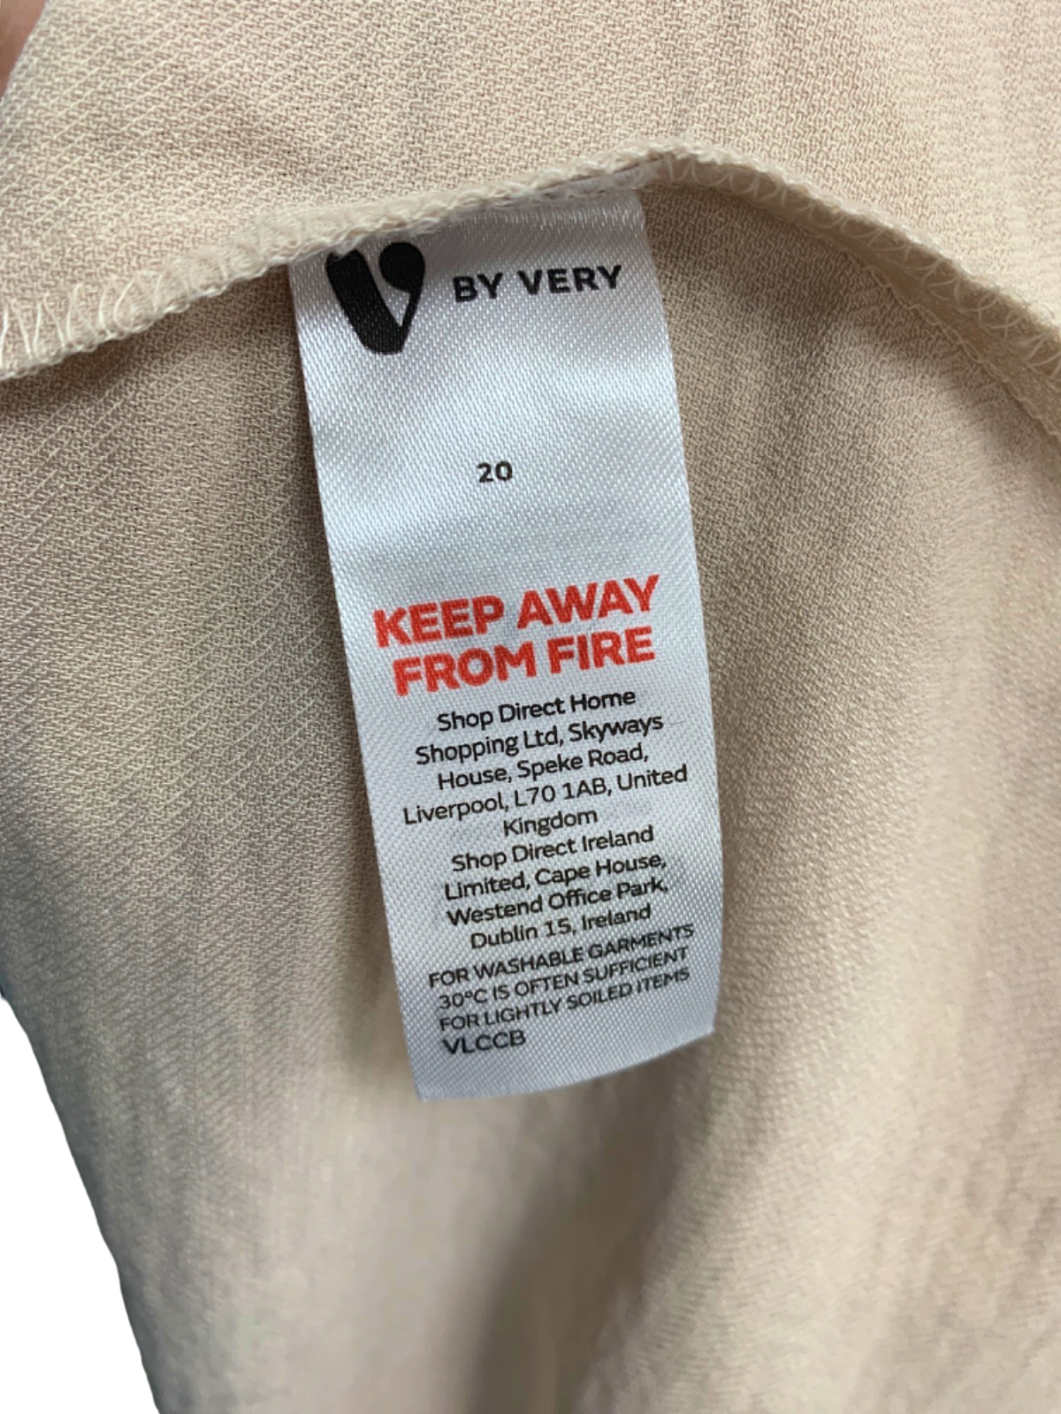 V BY VERY
20
KEEP AWAY
FROM FIRE
Shop Direct Home
Shopping Ltd, Skyways
House, Speke Road,
Liverpool, L70 1AB, United
Kingdom
Shop Direct Ireland
Limited, Cape House,
Westend Office Park,
Dublin 15, Ireland
FOR WASHABLE GARMENTS
30°C IS OFTEN SUFFICIENT
FOR LIGHTLY SOILED ITEMS
VLCCB